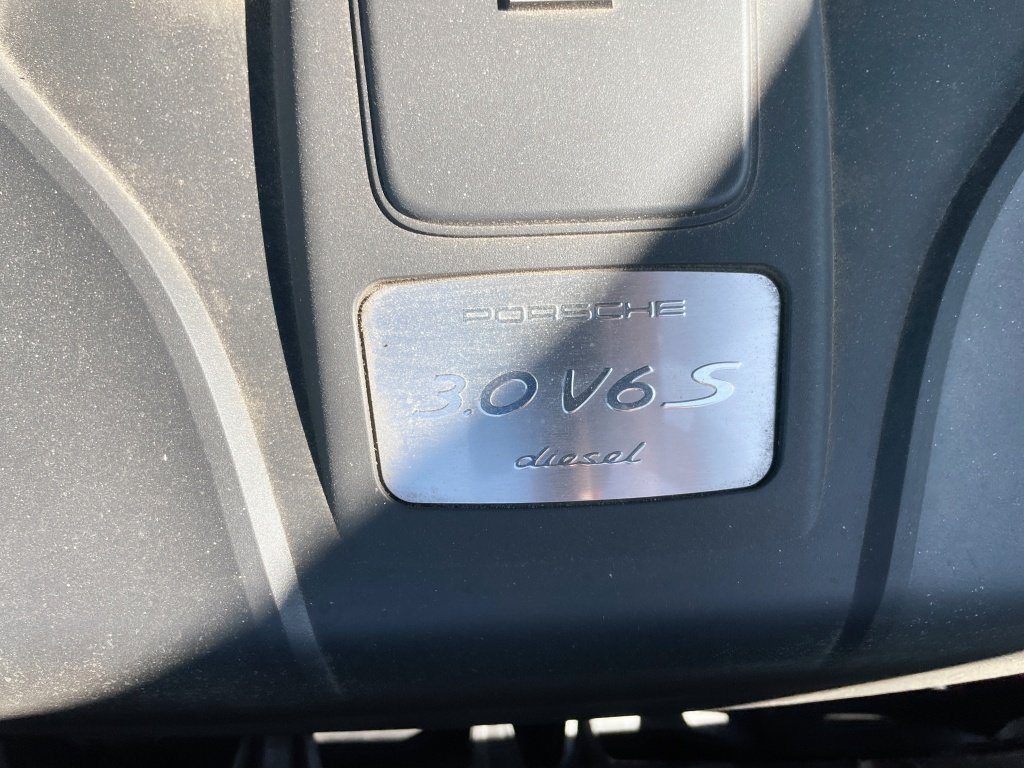 PORSCHE
3.0 V6 S
diesel